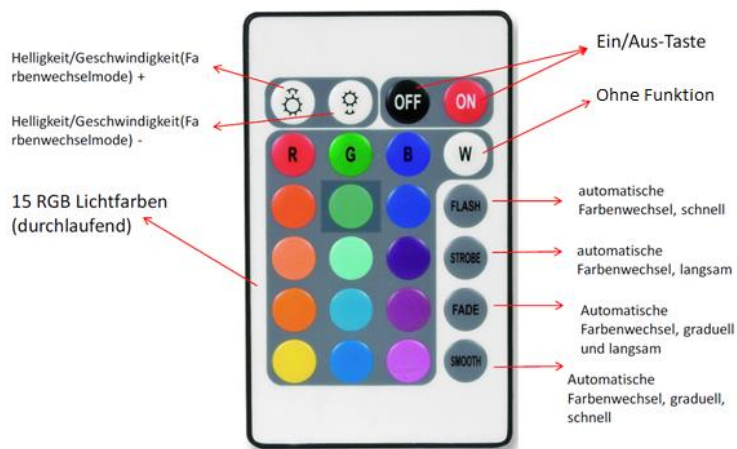 Helligkeit/Geschwindigkeit(Fa
rbenwechselmode) +
Helligkeit/Geschwindigkeit(Fa
rbenwechselmode) -
15 RGB Lichtfarben
(durchlaufend)
OFF
ON
R
G
B
W
FLASH
STROBE
FADE
SMOOTH
Ein/Aus-Taste
Ohne Funktion
automatische
Farbenwechsel, schnell
automatische
Farbenwechsel, langsam
Automatische
Farbenwechsel, graduell
und langsam
Automatische
Farbenwechsel, graduell,
schnell